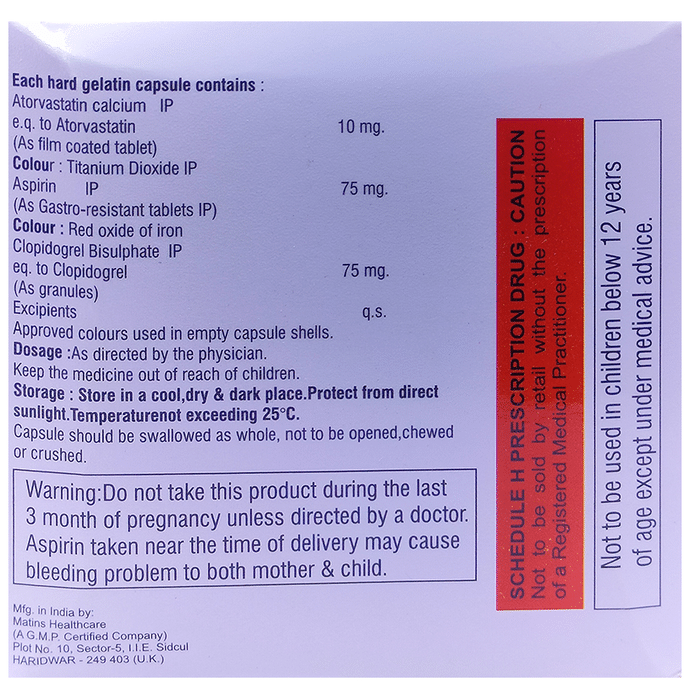 Each hard gelatin capsule contains :
Atorvastatin calcium IP
e.q. to Atorvastatin 10 mg.
(As film coated tablet)
Colour : Titanium Dioxide IP
Aspirin IP 75 mg.
(As Gastro-resistant tablets IP)
Colour : Red oxide of iron
Clopidogrel Bisulphate IP
eq. to Clopidogrel 75 mg.
(As granules)
Excipients q.s.
Approved colours used in empty capsule shells.
Dosage :As directed by the physician.
Keep the medicine out of reach of children.
Storage : Store in a cool,dry & dark place.Protect from direct
sunlight.Temperaturenot exceeding 25°C.
Capsule should be swallowed as whole, not to be opened,chewed
or crushed.
Warning:Do not take this product during the last
3 month of pregnancy unless directed by a doctor.
Aspirin taken near the time of delivery may cause
bleeding problem to both mother & child.
Mfg. in India by:
Matins Healthcare
(A G.M.P. Certified Company)
Plot No. 10, Sector-5, I.I.E. Sidcul
HARIDWAR - 249 403 (U.K.)
SCHEDULE H PRESCRIPTION DRUG : CAUTION
Not to be sold by retail without the prescription
of a Registered Medical Practitioner.
Not to be used in children below 12 years
of age except under medical advice.